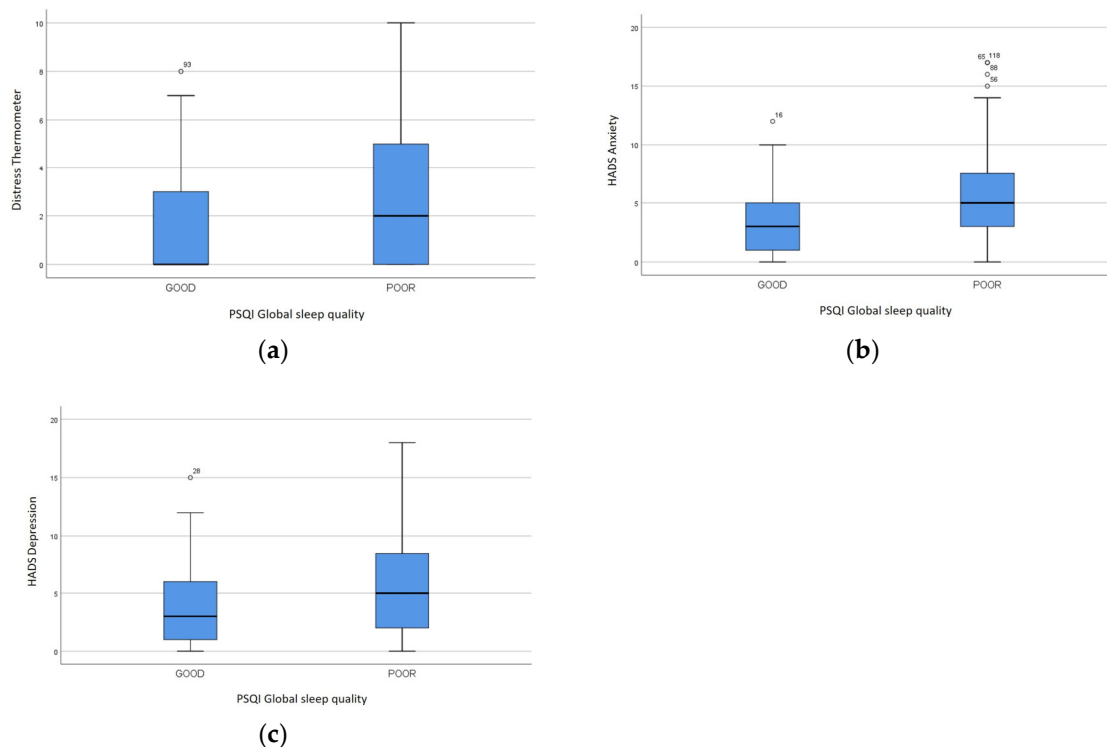 Distress Thermometer
10
8
6
4
2
0
93
GOOD
POOR
PSQI Global sleep quality
(a)
HADS Anxiety
20
15
10
5
0
16
65 118
88
56
GOOD
POOR
PSQI Global sleep quality
(b)
HADS Depression
20
15
10
5
0
28
GOOD
POOR
PSQI Global sleep quality
(c)